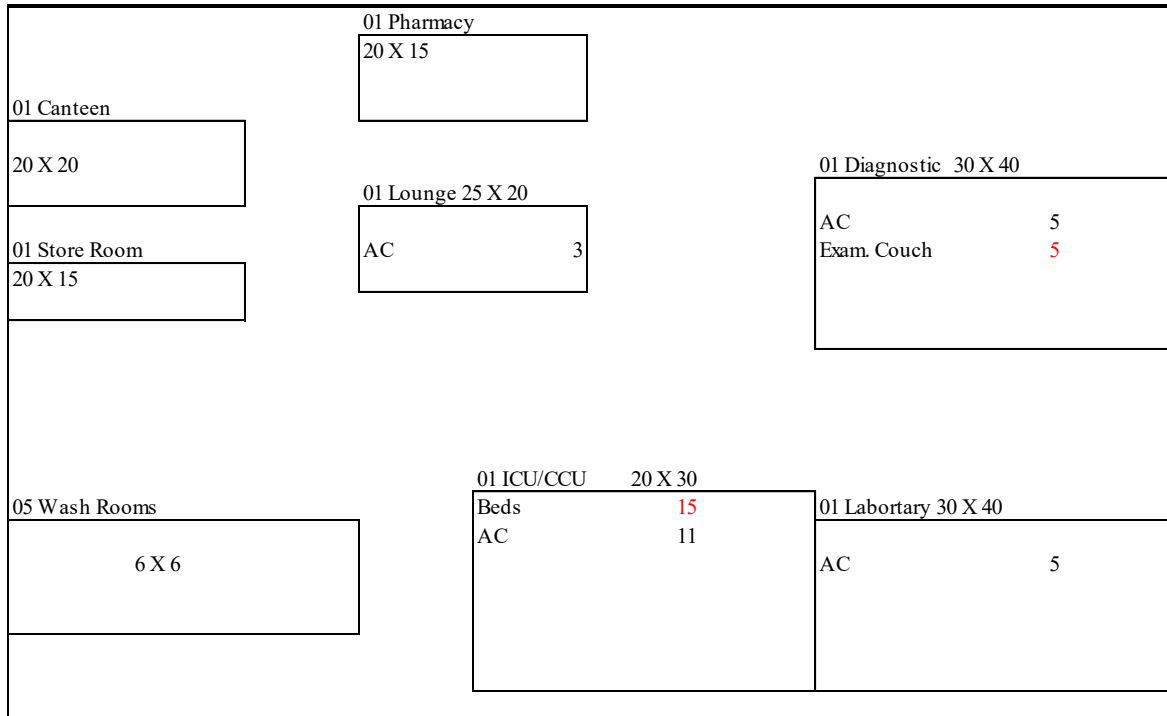 01 Pharmacy
20 X 15
01 Canteen
20 X 20
01 Diagnostic 30 X 40
01 Lounge 25 X 20
AC 5
01 Store Room
AC 3
Exam. Couch 5
20 X 15
01 ICU/CCU 20 X 30
05 Wash Rooms
Beds 15
01 Labortary 30 X 40
AC 11
6 X 6
AC 5